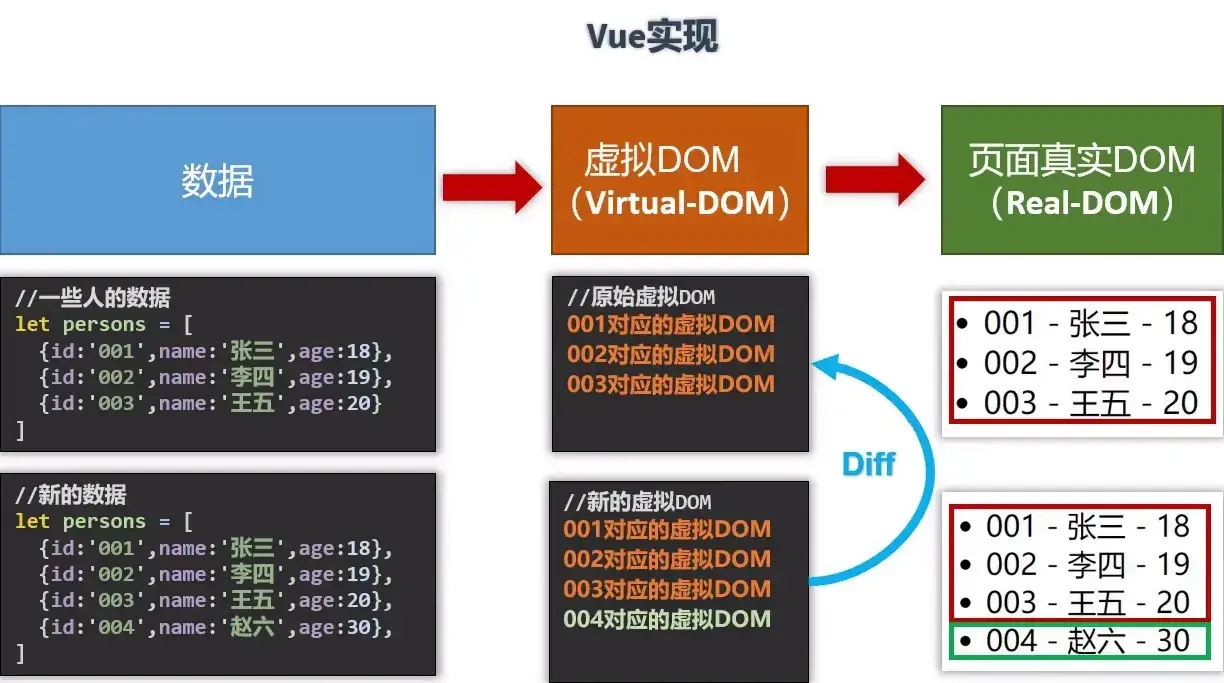 Vue实现
数据
虚拟DOM
（Virtual-DOM）
页面真实DOM
（Real-DOM）
//一些人的数据
let persons = [
{id:'001',name:'张三',age:18},
{id:'002',name:'李四',age:19},
{id:'003',name:'王五',age:20}
]
//原始虚拟DOM
001对应的虚拟DOM
002对应的虚拟DOM
003对应的虚拟DOM
• 001 - 张三 - 18
• 002 - 李四 - 19
• 003 - 王五 - 20
Diff
//新的数据
let persons = [
{id:'001',name:'张三',age:18},
{id:'002',name:'李四',age:19},
{id:'003',name:'王五',age:20},
{id:'004',name:'赵六',age:30},
]
//新的虚拟DOM
001对应的虚拟DOM
002对应的虚拟DOM
003对应的虚拟DOM
004对应的虚拟DOM
• 001 - 张三 - 18
• 002 - 李四 - 19
• 003 - 王五 - 20
• 004 - 赵六 - 30